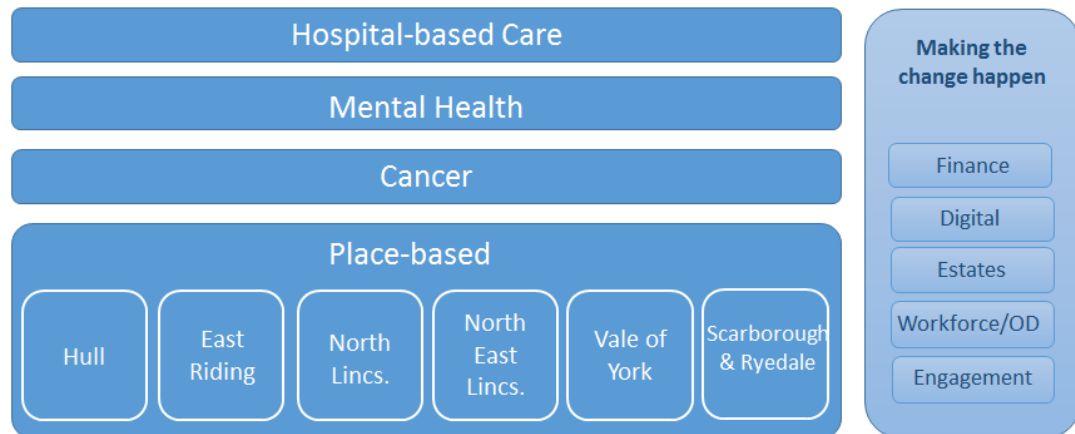 Hospital-based Care
Mental Health
Cancer
Place-based
Hull
East
Riding
North
Lincs.
North
East
Lincs.
Vale of
York
Scarborough
& Ryedale
Making the
change happen
Finance
Digital
Estates
Workforce/OD
Engagement